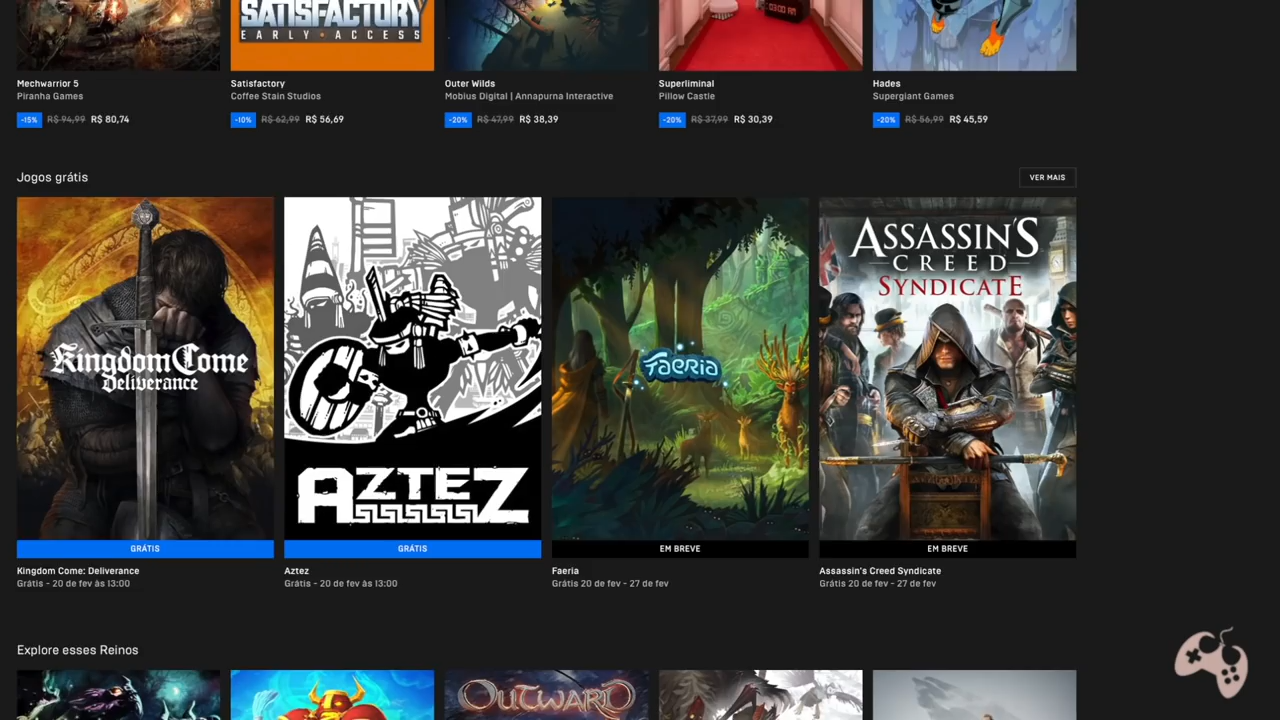 SATISFACTORY
EARLY • ACCESS
03:00 AM
Mechwarrior 5
Piranha Games
-15% R$ 94,99 R$ 80,74
Satisfactory
Coffee Stain Studios
-10% R$ 62,99 R$ 56,69
Outer Wilds
Mobius Digital | Annapurna Interactive
-20% R$ 47,99 R$ 38,39
Superliminal
Pillow Castle
-20% R$ 37,99 R$ 30,39
Hades
Supergiant Games
-20% R$ 56,99 R$ 45,59
Jogos grátis
VER MAIS
Kingdom Come
Deliverance
GRÁTIS
Kingdom Come: Deliverance
Grátis - 20 de fev às 13:00
AZTEZ
GRÁTIS
Aztez
Grátis - 20 de fev às 13:00
Faeria
EM BREVE
Faeria
Grátis 20 de fev - 27 de fev
ASSASSIN'S
CREED
SYNDICATE
EM BREVE
Assassin's Creed Syndicate
Grátis 20 de fev - 27 de fev
Explore esses Reinos
OUTWARD